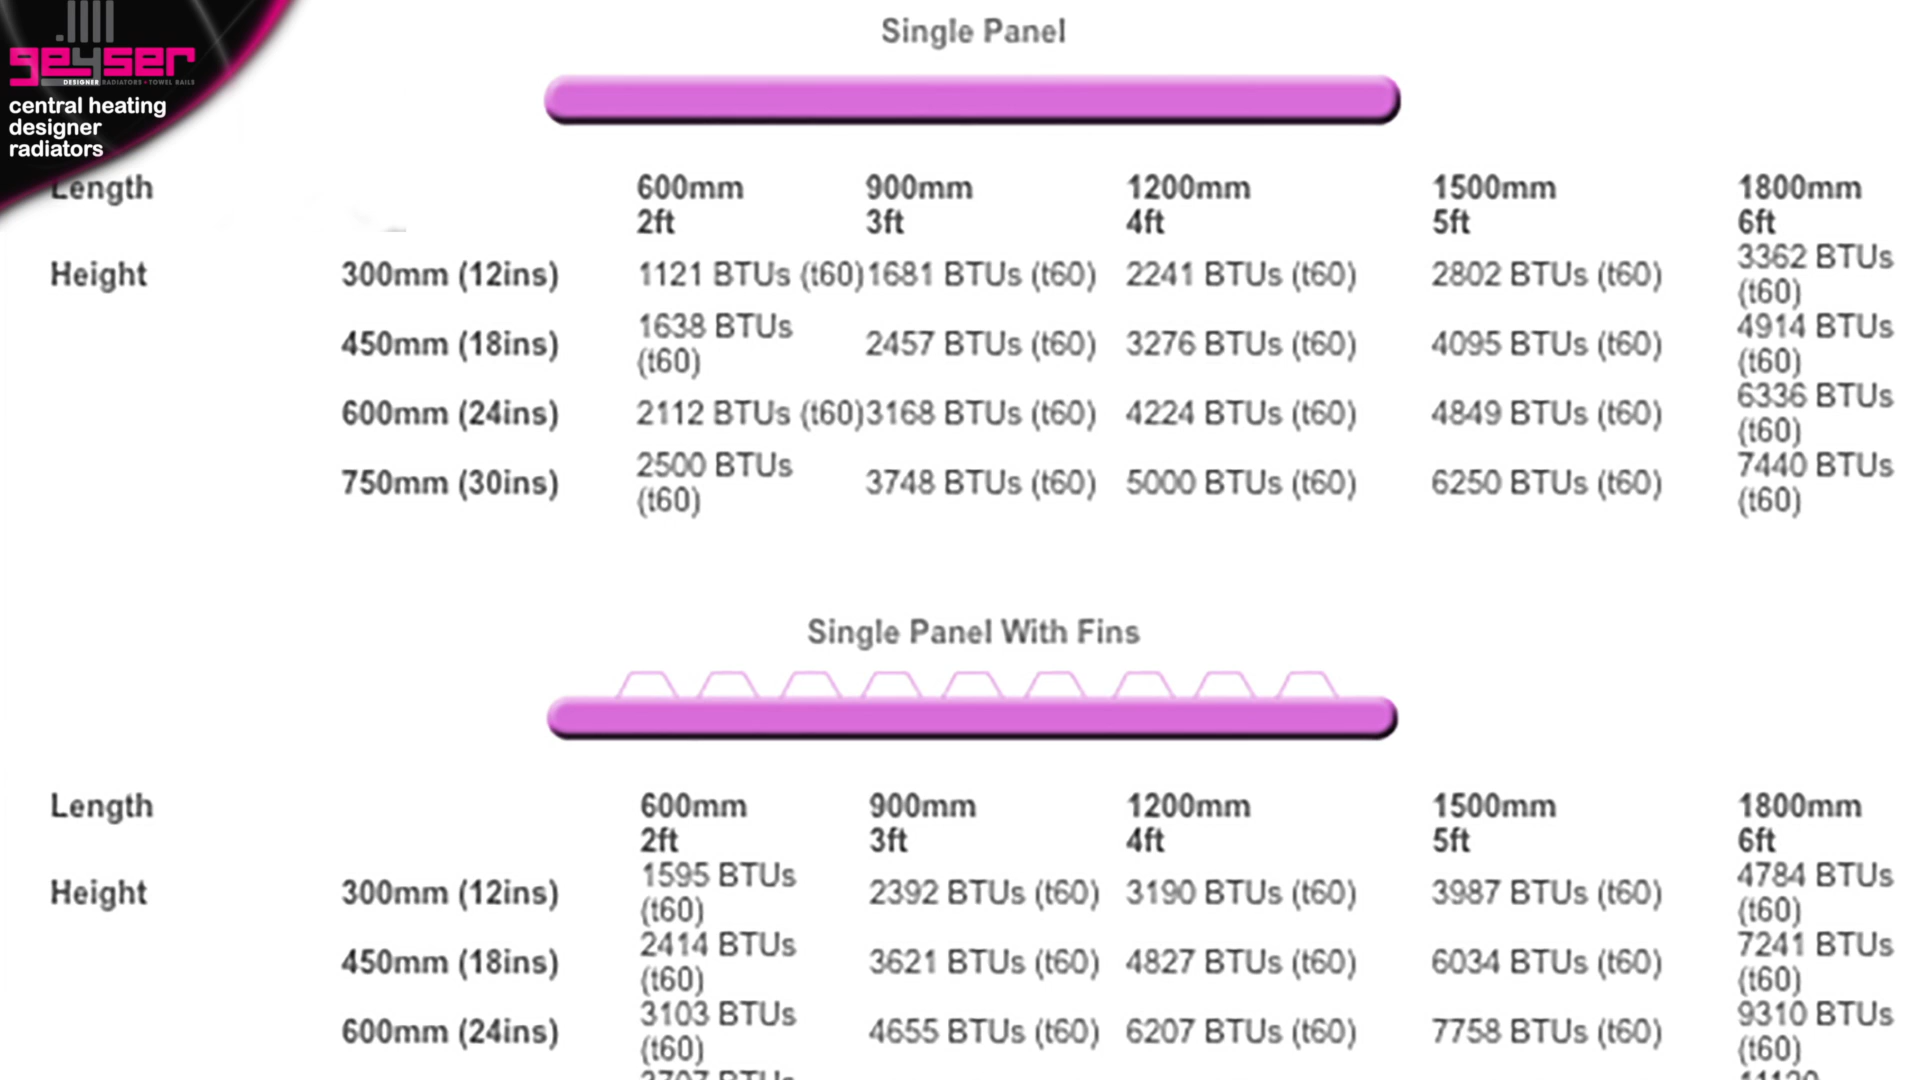 geyser
DESIGNER RADIATORS • TOWEL RAILS
central heating
designer
radiators
Single Panel
Length 600mm 900mm 1200mm 1500mm 1800mm
2ft 3ft 4ft 5ft 6ft
Height 300mm (12ins) 1121 BTUs (t60) 1681 BTUs (t60) 2241 BTUs (t60) 2802 BTUs (t60) 3362 BTUs (t60)
450mm (18ins) 1638 BTUs (t60) 2457 BTUs (t60) 3276 BTUs (t60) 4095 BTUs (t60) 4914 BTUs (t60)
600mm (24ins) 2112 BTUs (t60) 3168 BTUs (t60) 4224 BTUs (t60) 4849 BTUs (t60) 6336 BTUs (t60)
750mm (30ins) 2500 BTUs (t60) 3748 BTUs (t60) 5000 BTUs (t60) 6250 BTUs (t60) 7440 BTUs (t60)
Single Panel With Fins
Length 600mm 900mm 1200mm 1500mm 1800mm
2ft 3ft 4ft 5ft 6ft
Height 300mm (12ins) 1595 BTUs (t60) 2392 BTUs (t60) 3190 BTUs (t60) 3987 BTUs (t60) 4784 BTUs (t60)
450mm (18ins) 2414 BTUs (t60) 3621 BTUs (t60) 4827 BTUs (t60) 6034 BTUs (t60) 7241 BTUs (t60)
600mm (24ins) 3103 BTUs (t60) 4655 BTUs (t60) 6207 BTUs (t60) 7758 BTUs (t60) 9310 BTUs (t60)